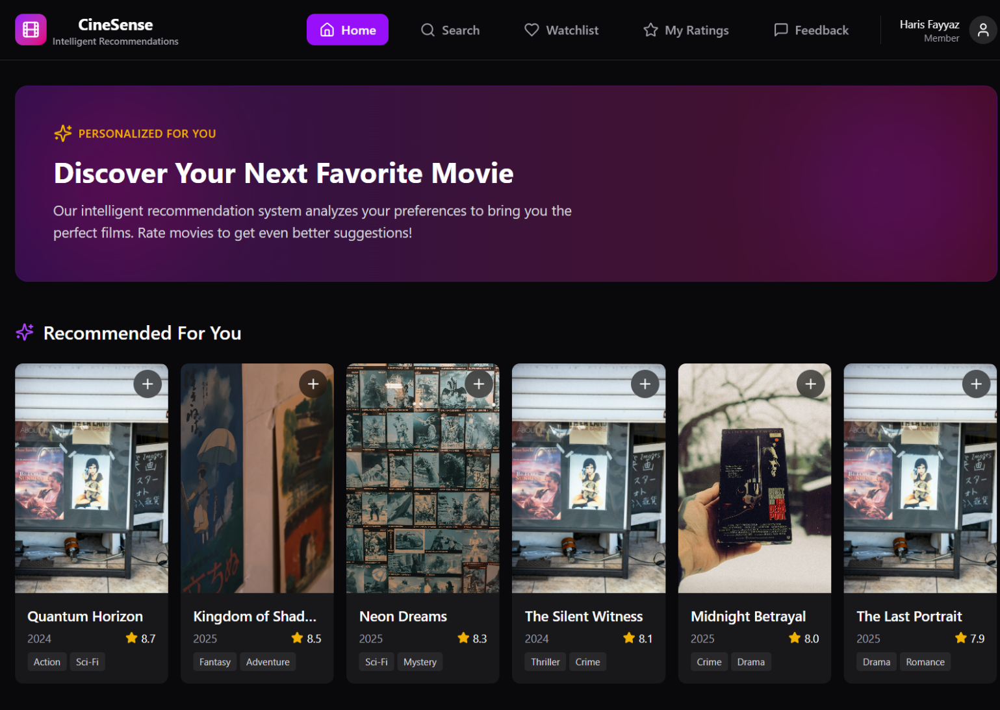 CineSense
Intelligent Recommendations
Home
Search
Watchlist
My Ratings
Feedback
Haris Fayyaz
Member
PERSONALIZED FOR YOU
Discover Your Next Favorite Movie
Our intelligent recommendation system analyzes your preferences to bring you the
perfect films. Rate movies to get even better suggestions!
Recommended For You
Quantum Horizon
2024
8.7
Action
Sci-Fi
Kingdom of Shad...
2025
8.5
Fantasy
Adventure
Neon Dreams
2025
8.3
Sci-Fi
Mystery
The Silent Witness
2024
8.1
Thriller
Crime
DEAD
POOL
Midnight Betrayal
2025
8.0
Crime
Drama
The Last Portrait
2025
7.9
Drama
Romance